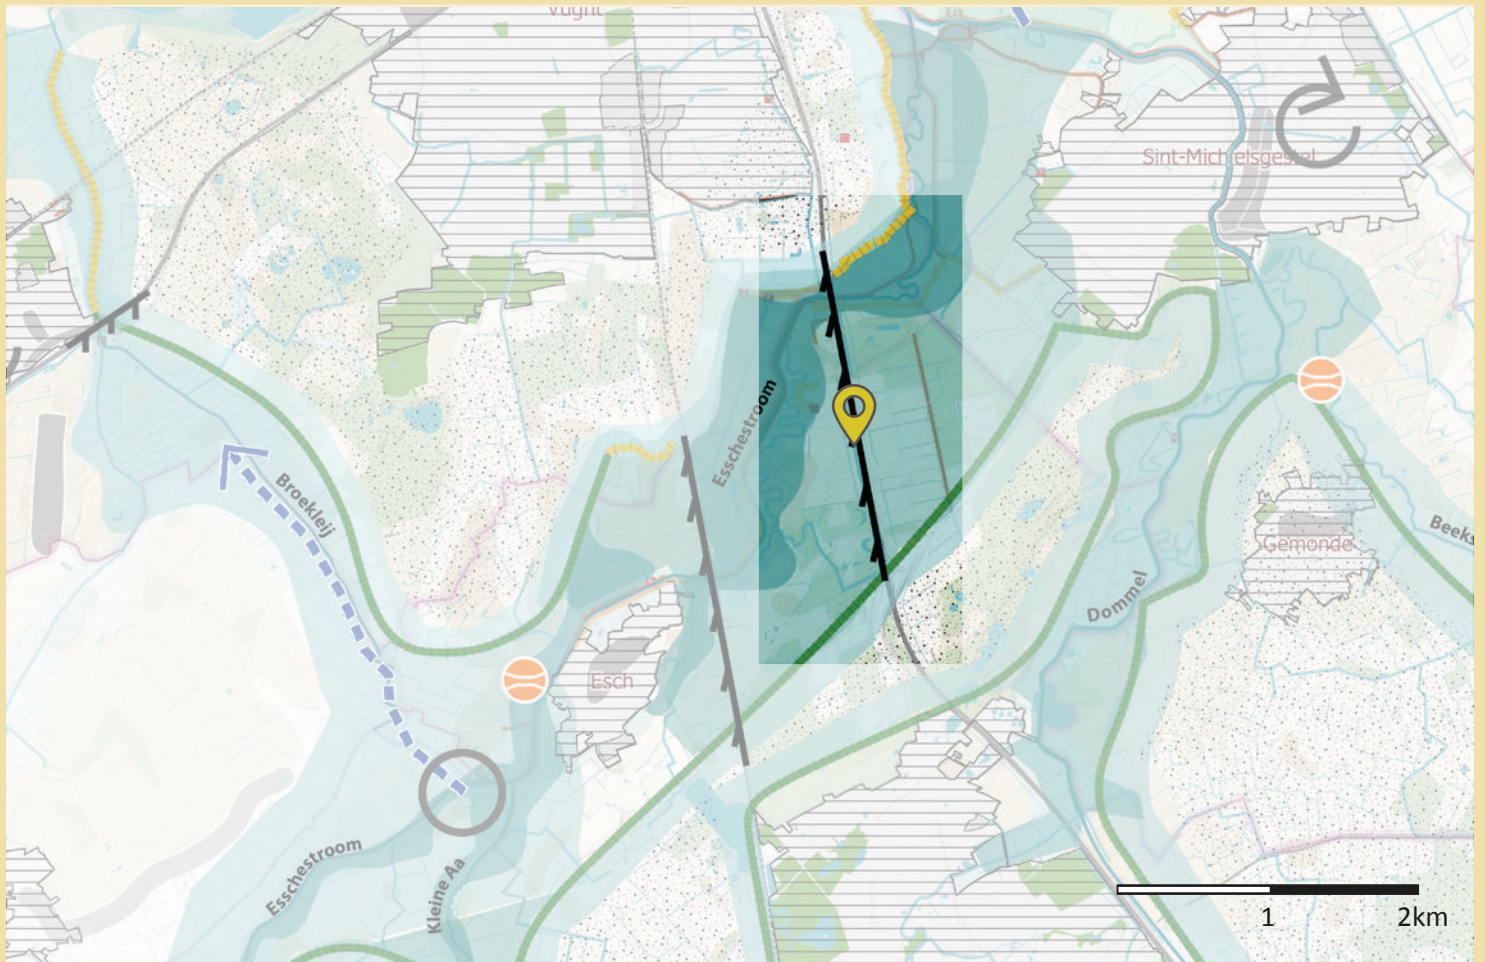 Vught
Sint-Michielsgestel
Esschestroom
Broekleij
Beeks
Gemonde
Dommel
Esch
Esschestroom
Kleine Aa
1
2km